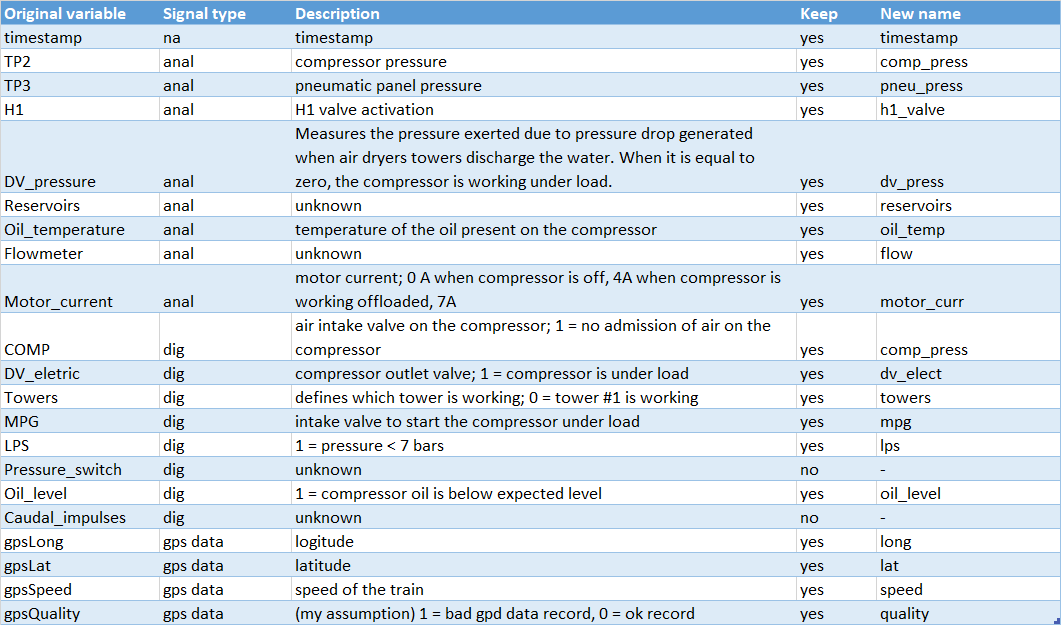 Original variable Signal type Description Keep New name
timestamp na timestamp yes timestamp
TP2 anal compressor pressure yes comp_press
TP3 anal pneumatic panel pressure yes pneu_press
H1 anal H1 valve activation yes h1_valve
Measures the pressure exerted due to pressure drop generated
when air dryers towers discharge the water. When it is equal to
DV_pressure anal zero, the compressor is working under load. yes dv_press
Reservoirs anal unknown yes reservoirs
Oil_temperature anal temperature of the oil present on the compressor yes oil_temp
Flowmeter anal unknown yes flow
motor current; 0 A when compressor is off, 4A when compressor is
Motor_current anal working offloaded, 7A yes motor_curr
air intake valve on the compressor; 1 = no admission of air on the
COMP dig compressor yes comp_press
DV_eletric dig compressor outlet valve; 1 = compressor is under load yes dv_elect
Towers dig defines which tower is working; 0 = tower #1 is working yes towers
MPG dig intake valve to start the compressor under load yes mpg
LPS dig 1 = pressure < 7 bars yes lps
Pressure_switch dig unknown no -
Oil_level dig 1 = compressor oil is below expected level yes oil_level
Caudal_impulses dig unknown no -
gpsLong gps data logitude yes long
gpsLat gps data latitude yes lat
gpsSpeed gps data speed of the train yes speed
gpsQuality gps data (my assumption) 1 = bad gpd data record, 0 = ok record yes quality